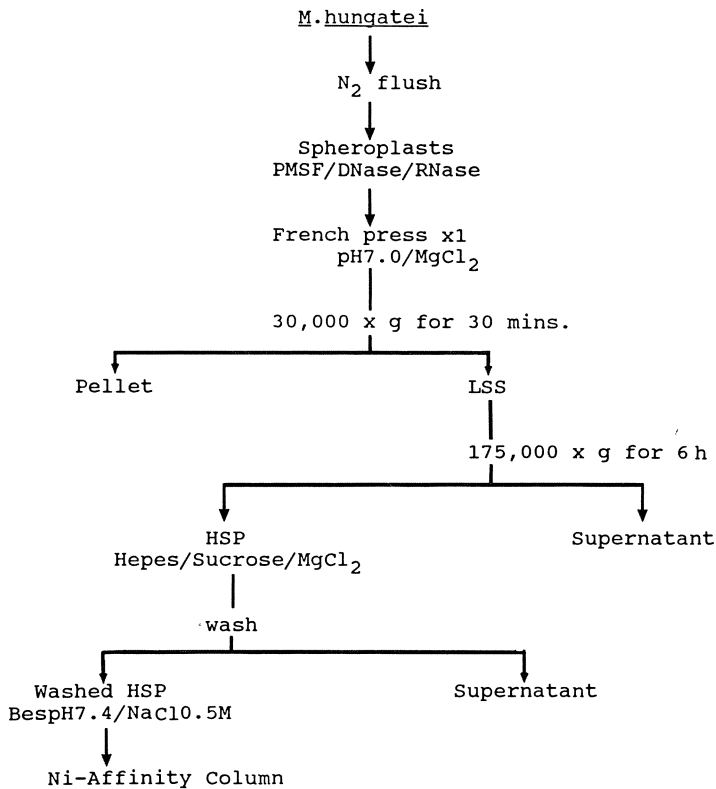 M.hungatei
N2 flush
Spheroplasts
PMSF/DNase/RNase
French press x1
pH7.0/MgCl2
30,000 x g for 30 mins.
Pellet
LSS
175,000 x g for 6h
HSP
Supernatant
Hepes/Sucrose/MgCl2
wash
Washed HSP
Supernatant
BespH7.4/NaCl0.5M
Ni-Affinity Column